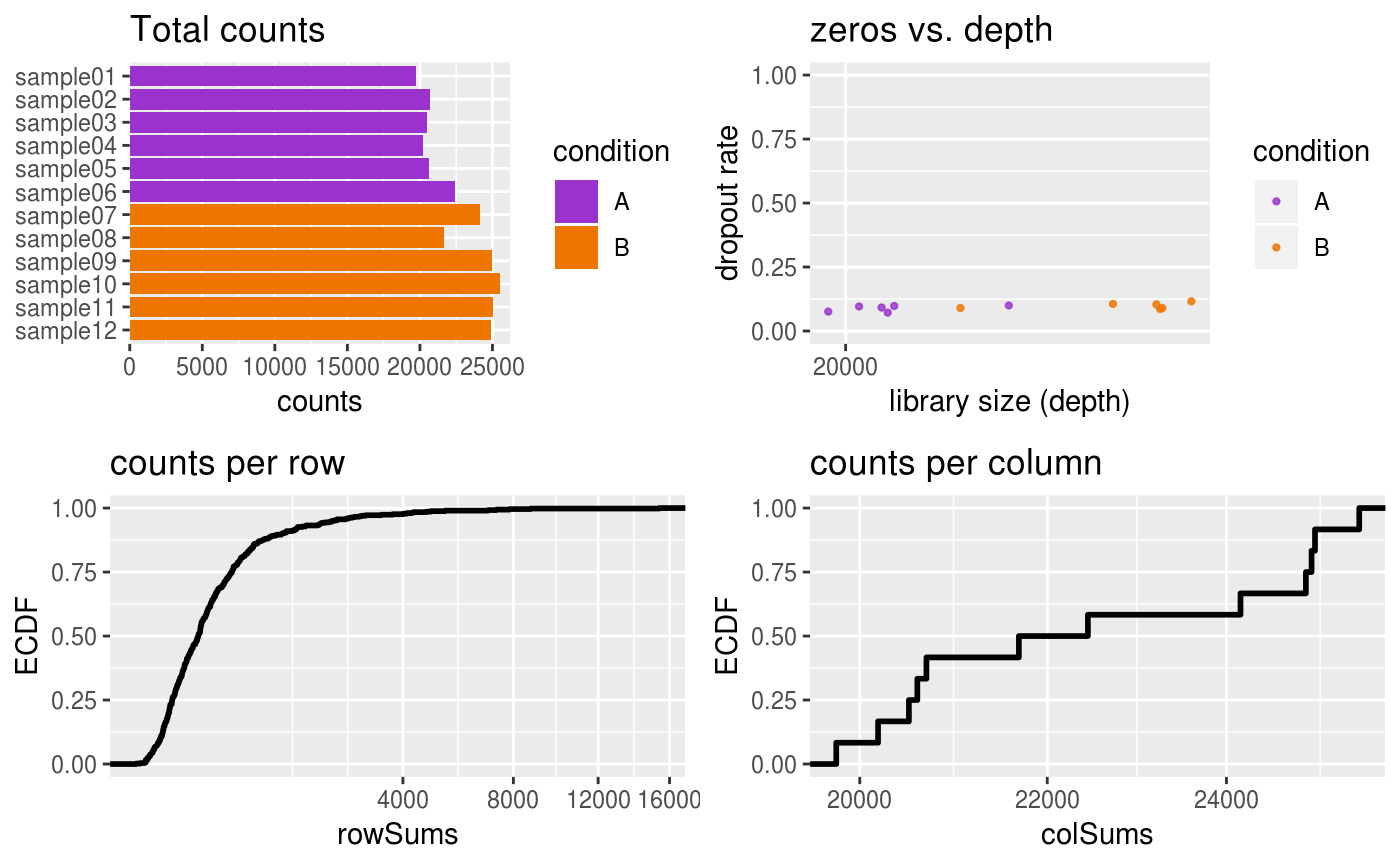 Total counts
sample01
sample02
sample03
sample04
sample05
sample06
sample07
sample08
sample09
sample10
sample11
sample12
0 5000 10000 15000 20000 25000
counts
condition
A
B
zeros vs. depth
dropout rate
1.00
0.75
0.50
0.25
0.00
20000
library size (depth)
condition
A
B
counts per row
ECDF
1.00
0.75
0.50
0.25
0.00
4000 8000 12000 16000
rowSums
counts per column
ECDF
1.00
0.75
0.50
0.25
0.00
20000 22000 24000
colSums